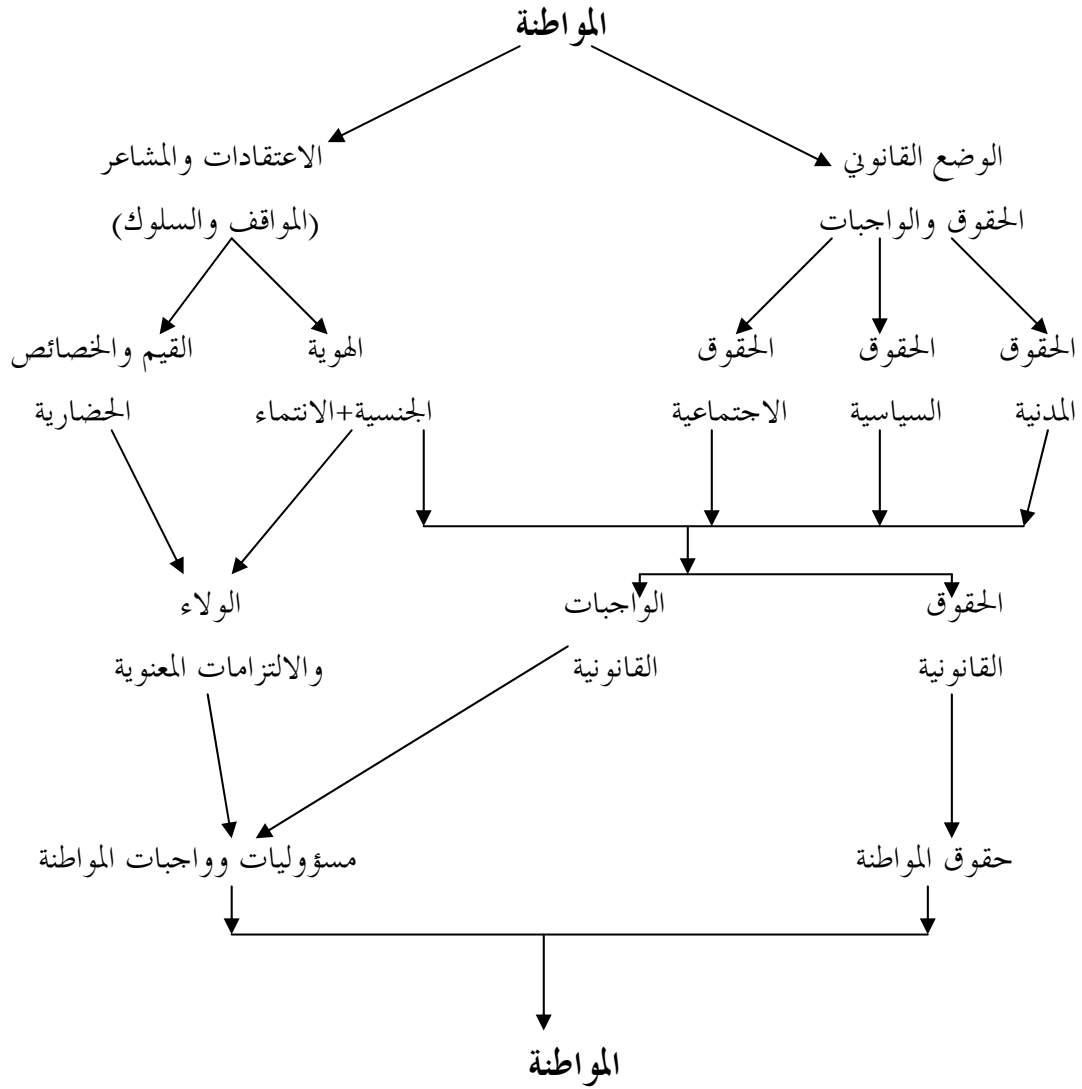 المواطنة
الوضع القانوني
الاعتقادات والمشاعر
الحقوق والواجبات
(المواقف والسلوك)
الحقوق
الحقوق
الحقوق
الهوية
القيم والخصائص
المدنية
السياسية
الاجتماعية
الجنسية+الانتماء
الحضارية
الحقوق
الواجبات
الولاء
القانونية
القانونية
والالتزامات المعنوية
حقوق المواطنة
مسؤوليات وواجبات المواطنة
المواطنة